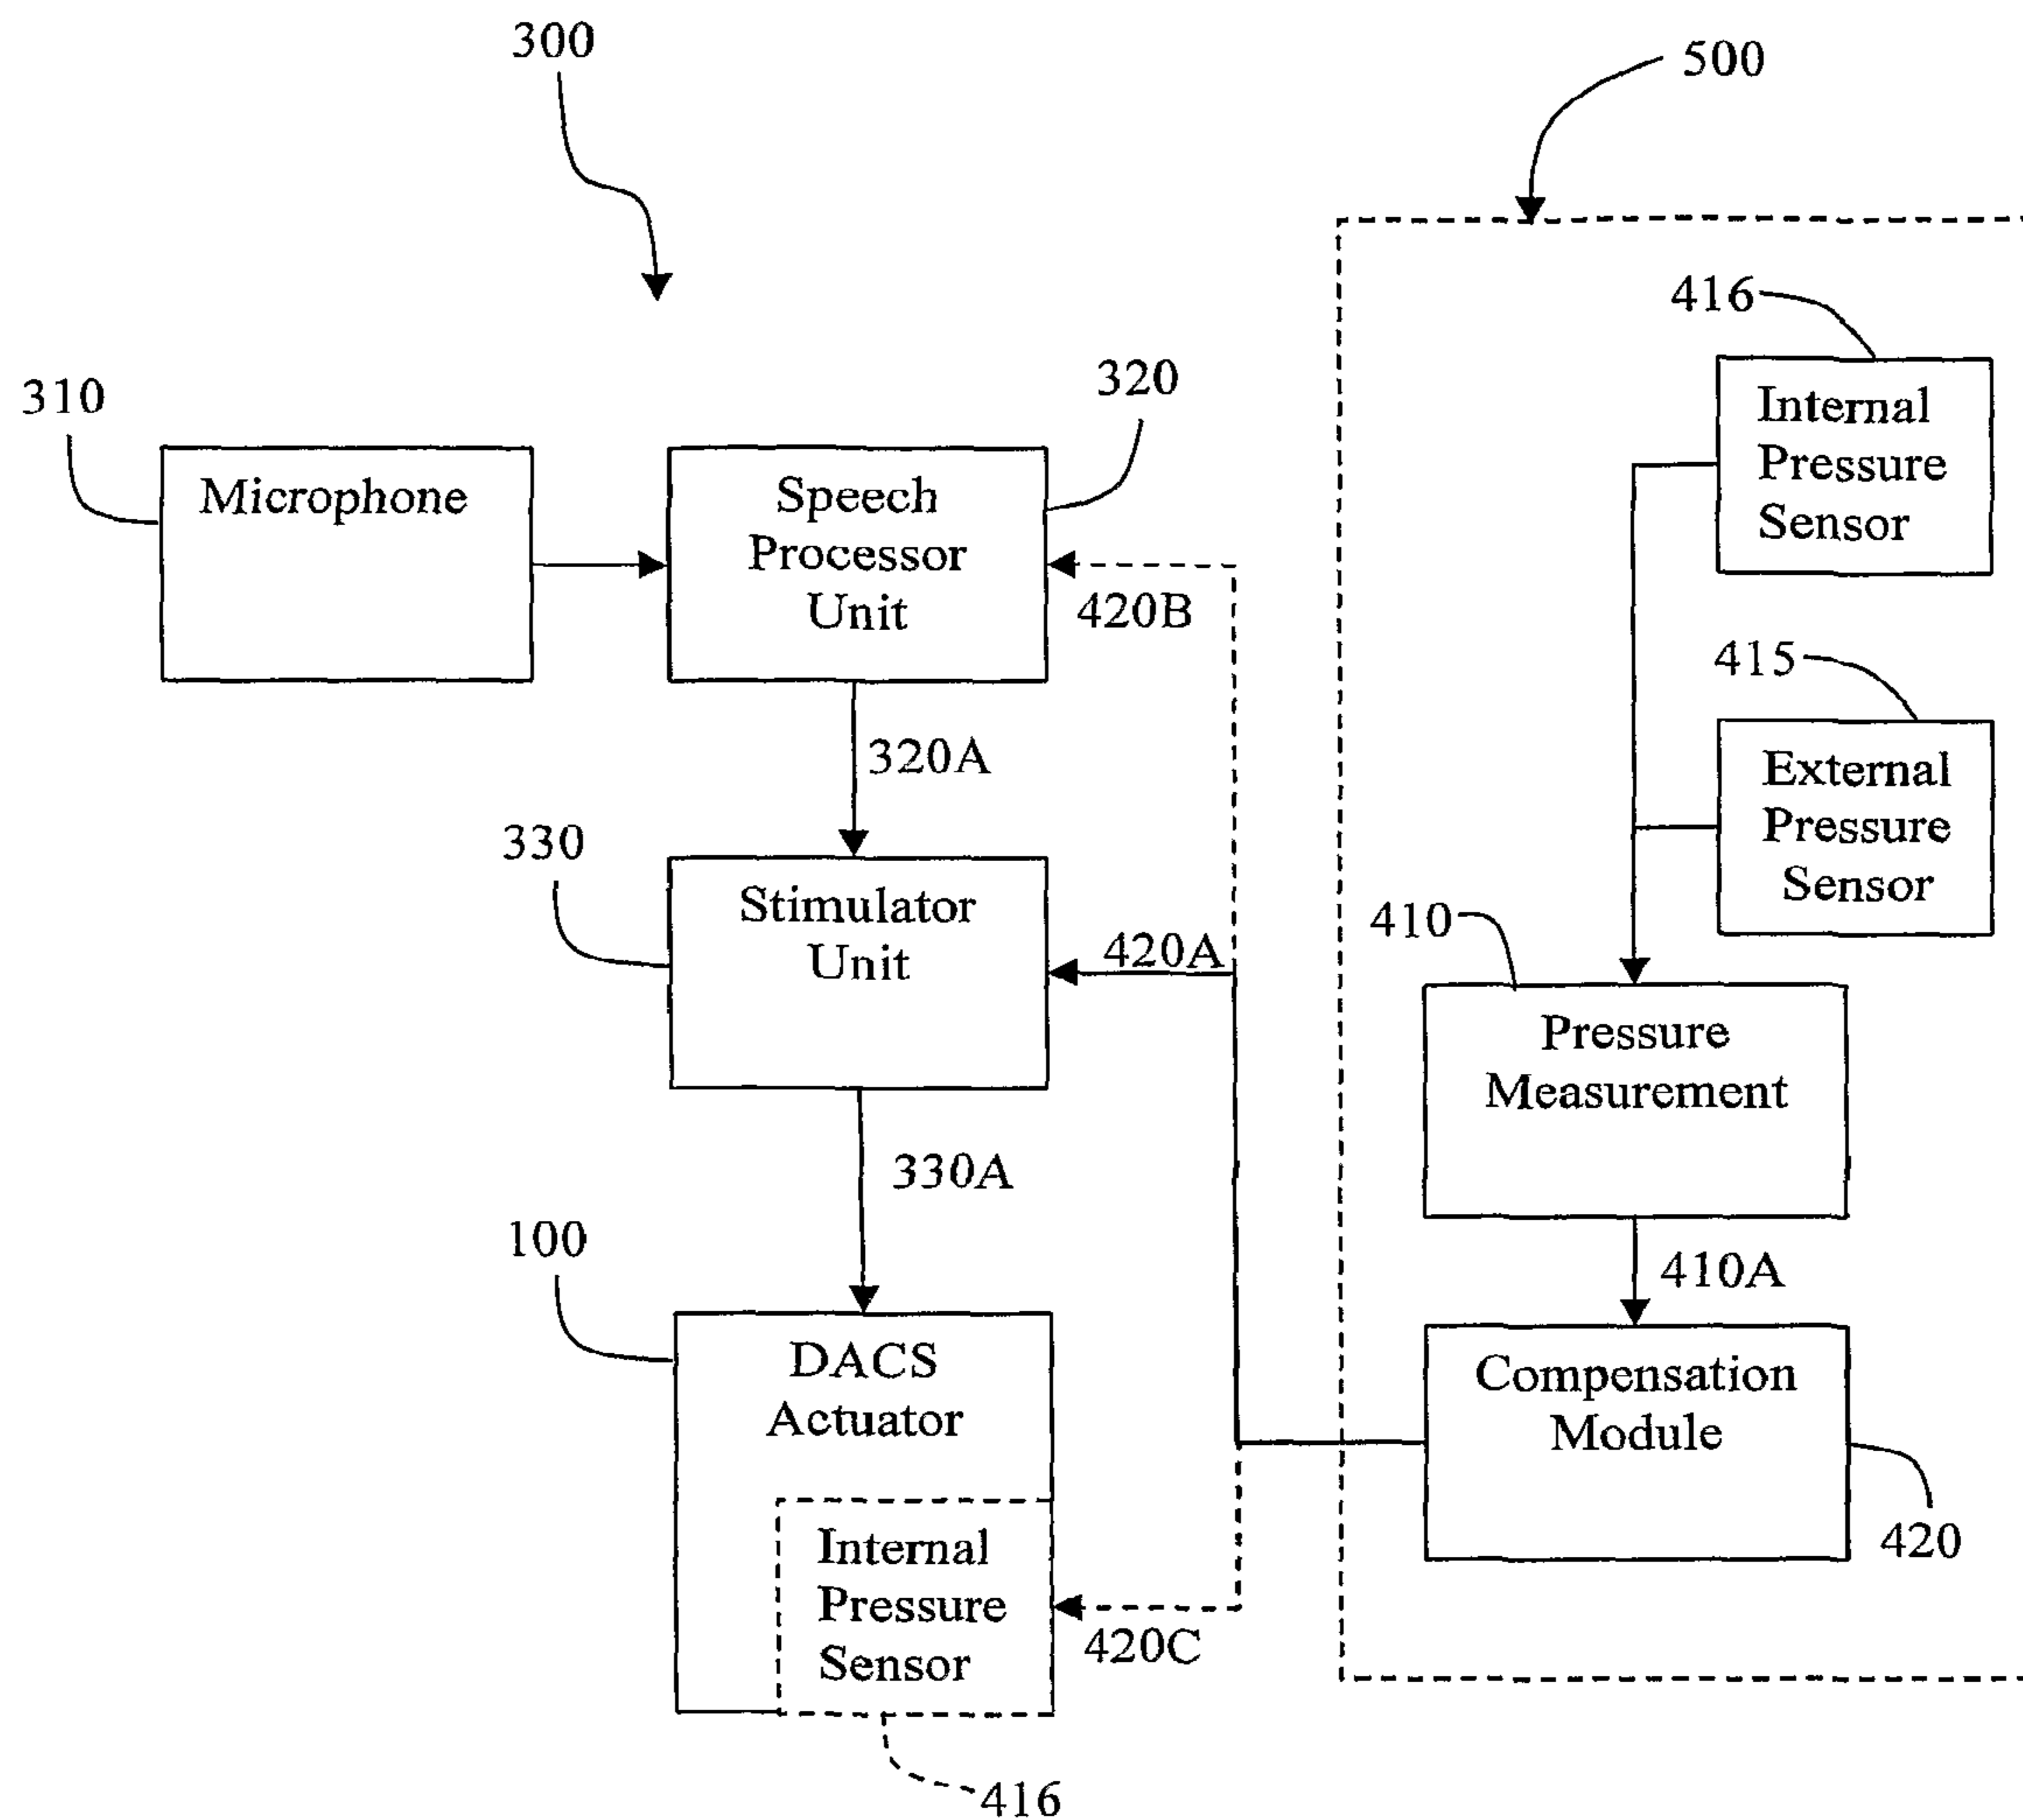 300
500
416
Internal
Pressure
Sensor
310
320
Microphone
Speech
Processor
Unit
420B
415
External
Pressure
Sensor
320A
330
Stimulator
Unit
420A
410
Pressure
Measurement
330A
410A
100
DACS
Actuator
Compensation
Module
420
Internal
Pressure
Sensor
420C
416